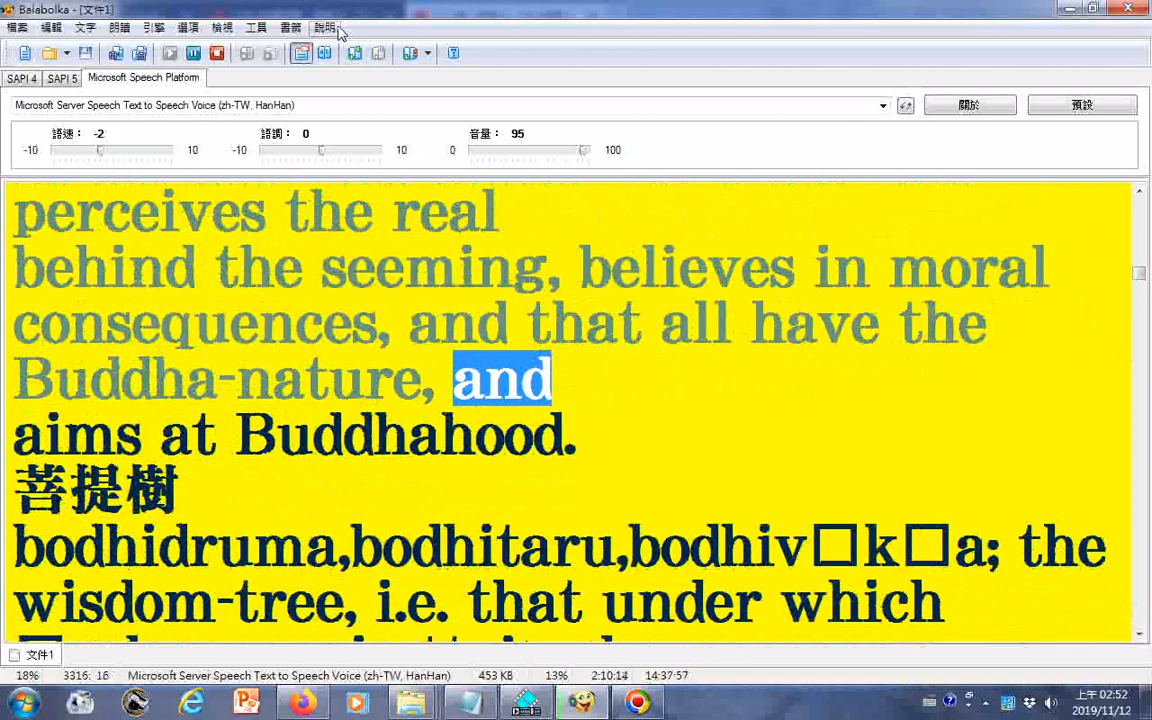 Balabolka - [文件1]
檔案 編輯 文字 朗讀 引擎 選項 檢視 工具 書籤 說明
SAPI 4 SAPI 5 Microsoft Speech Platform
Microsoft Server Speech Text to Speech Voice (zh-TW, HanHan) 關於 預設
語速： -2 語調： 0 音量： 95
-10 10 -10 10 0 100
perceives the real
behind the seeming, believes in moral
consequences, and that all have the
Buddha-nature, and
aims at Buddhahood.
菩提樹
bodhidruma,bodhitaru,bodhiv□k□a; the
wisdom-tree, i.e. that under which
文件1
18% 3316: 16 Microsoft Server Speech Text to Speech Voice (zh-TW, HanHan) 453 KB 13% 2:10:14 14:37:57
上午 02:52
2019/11/12